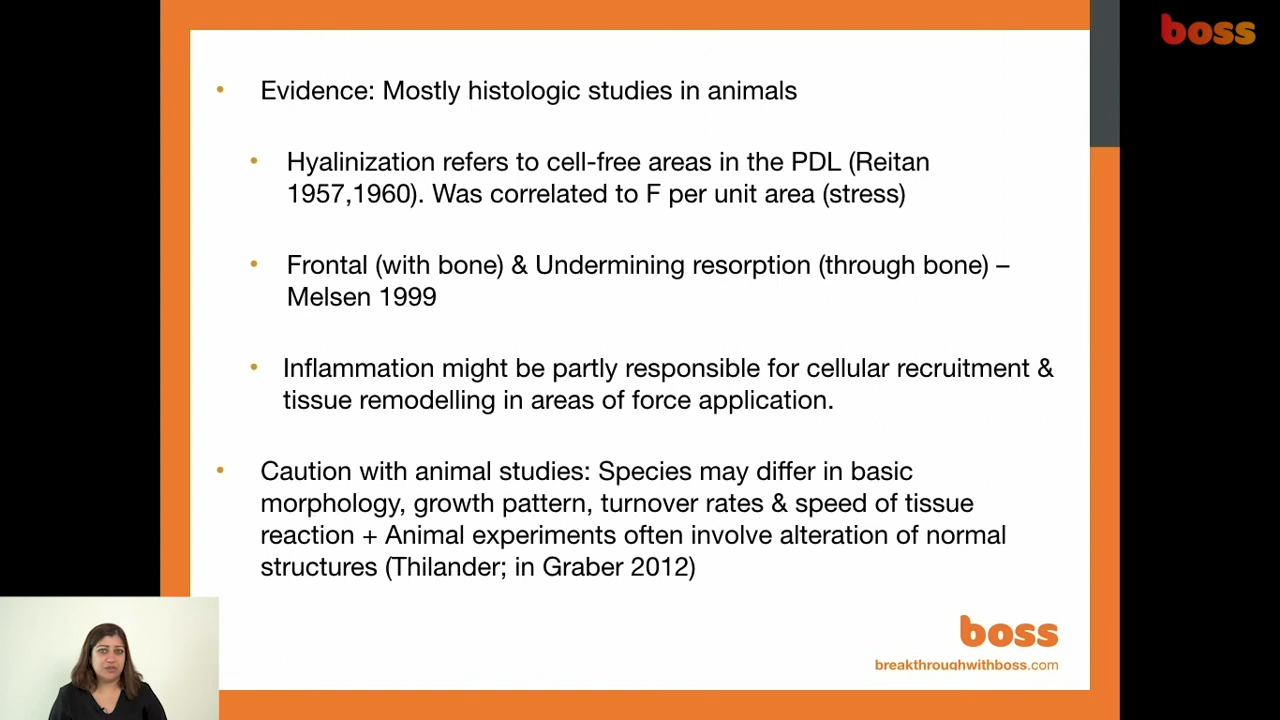 boss
• Evidence: Mostly histologic studies in animals
• Hyalinization refers to cell-free areas in the PDL (Reitan
1957,1960). Was correlated to F per unit area (stress)
• Frontal (with bone) & Undermining resorption (through bone) –
Melsen 1999
• Inflammation might be partly responsible for cellular recruitment &
tissue remodelling in areas of force application.
• Caution with animal studies: Species may differ in basic
morphology, growth pattern, turnover rates & speed of tissue
reaction + Animal experiments often involve alteration of normal
structures (Thilander; in Graber 2012)
boss
breakthroughwithboss.com